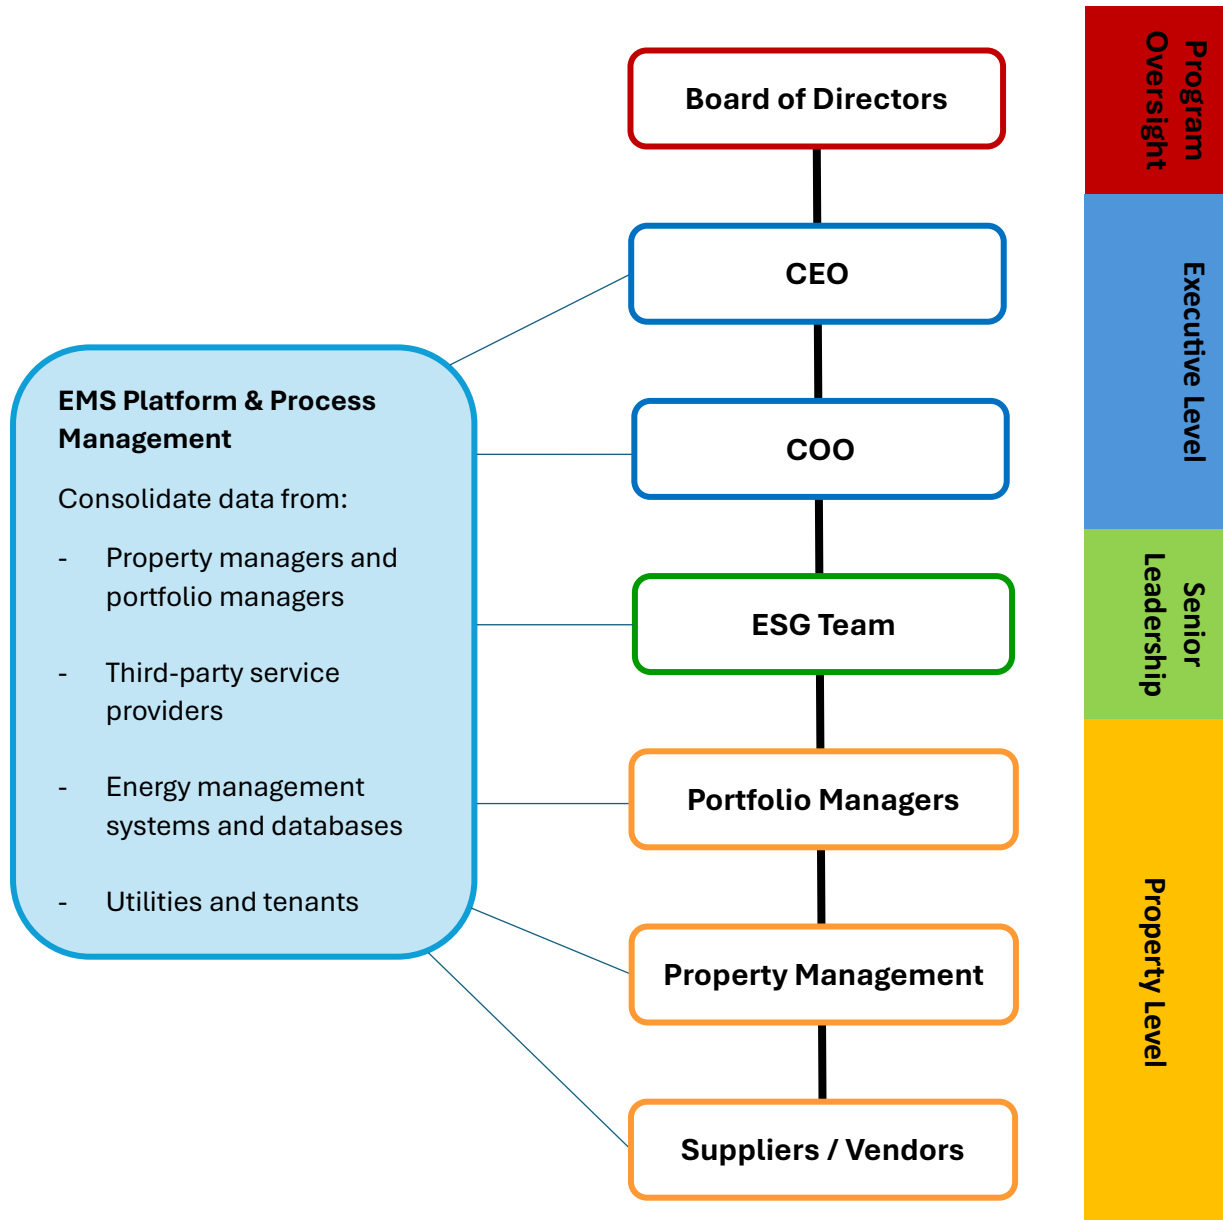 Board of Directors
CEO
COO
ESG Team
Portfolio Managers
Property Management
Suppliers / Vendors
EMS Platform & Process
Management
Consolidate data from:
- Property managers and
portfolio managers
- Third-party service
providers
- Energy management
systems and databases
- Utilities and tenants
Program
Oversight
Executive Level
Senior
Leadership
Property Level